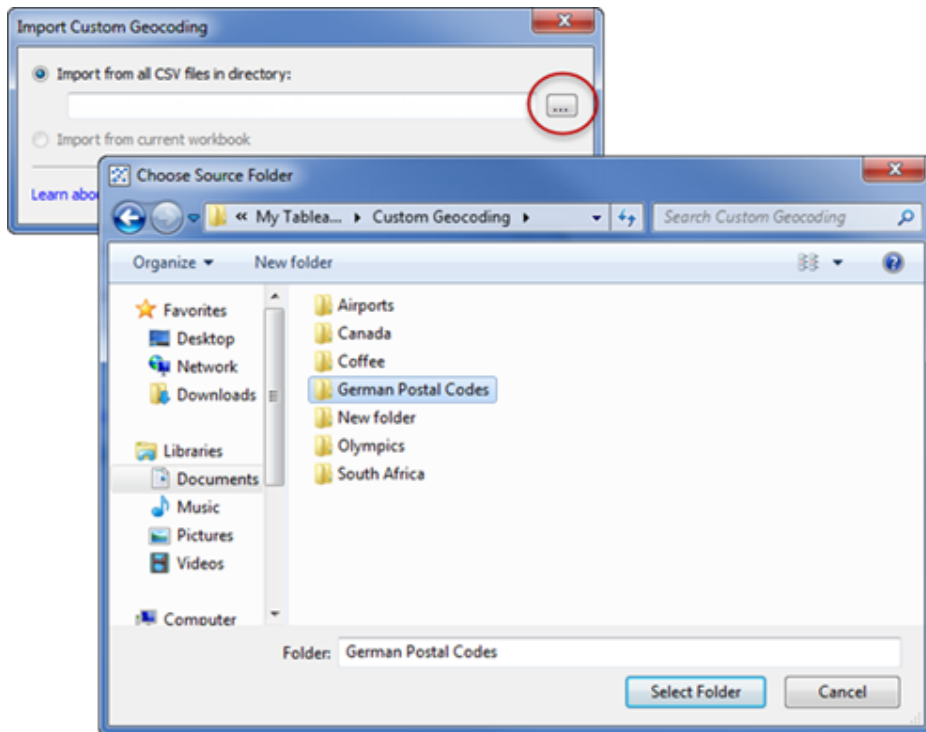 Import Custom Geocoding
Import from all CSV files in directory:
...
Import from current workbook
Learn abo
Choose Source Folder
« My Tablea... Custom Geocoding
Search Custom Geocoding
Organize New folder
Favorites
Desktop
Network
Downloads
Libraries
Documents
Music
Pictures
Videos
Computer
Airports
Canada
Coffee
German Postal Codes
New folder
Olympics
South Africa
Folder: German Postal Codes
Select Folder Cancel